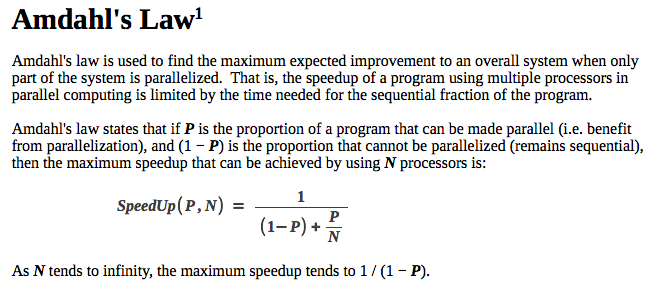 Amdahl's Law¹
Amdahl's law is used to find the maximum expected improvement to an overall system when only
part of the system is parallelized. That is, the speedup of a program using multiple processors in
parallel computing is limited by the time needed for the sequential fraction of the program.
Amdahl's law states that if P is the proportion of a program that can be made parallel (i.e. benefit
from parallelization), and (1 − P) is the proportion that cannot be parallelized (remains sequential),
then the maximum speedup that can be achieved by using N processors is:
SpeedUp(P, N) = 1 / ((1−P) + P/N)
As N tends to infinity, the maximum speedup tends to 1 / (1 − P).